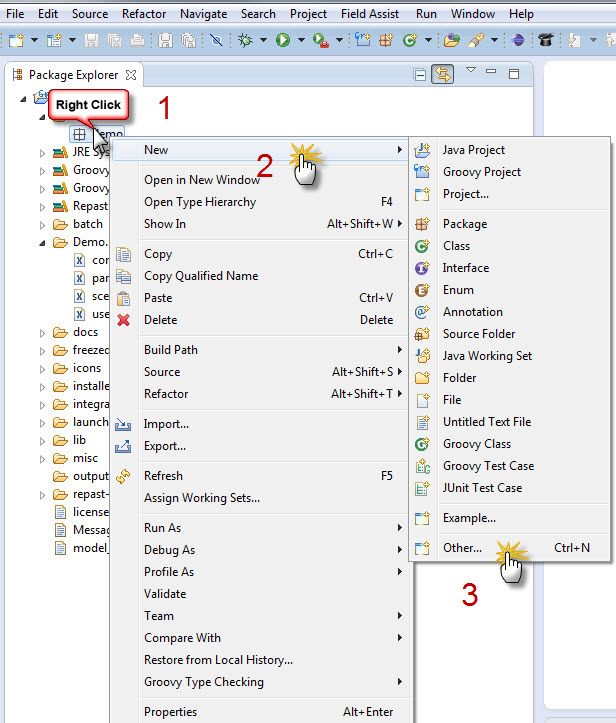 File Edit Source Refactor Navigate Search Project Field Assist Run Window Help
Package Explorer
Right Click
1
demo
New
2
Open in New Window
Open Type Hierarchy F4
Show In Alt+Shift+W
Copy Ctrl+C
Copy Qualified Name
Paste Ctrl+V
Delete Delete
Build Path
Source Alt+Shift+S
Refactor Alt+Shift+T
Import...
Export...
Refresh F5
Assign Working Sets...
Run As
Debug As
Profile As
Validate
Team
Compare With
Restore from Local History...
Groovy Type Checking
Properties Alt+Enter
Java Project
Groovy Project
Project...
Package
Class
Interface
Enum
Annotation
Source Folder
Java Working Set
Folder
File
Untitled Text File
Groovy Class
Groovy Test Case
JUnit Test Case
Example...
Other... Ctrl+N
3
JRE Sys
Groovy
Groovy
Repast
batch
Demo.
con
par
sce
use
docs
freezed
icons
installe
integra
launch
lib
misc
output
repast-
license
Messag
model_